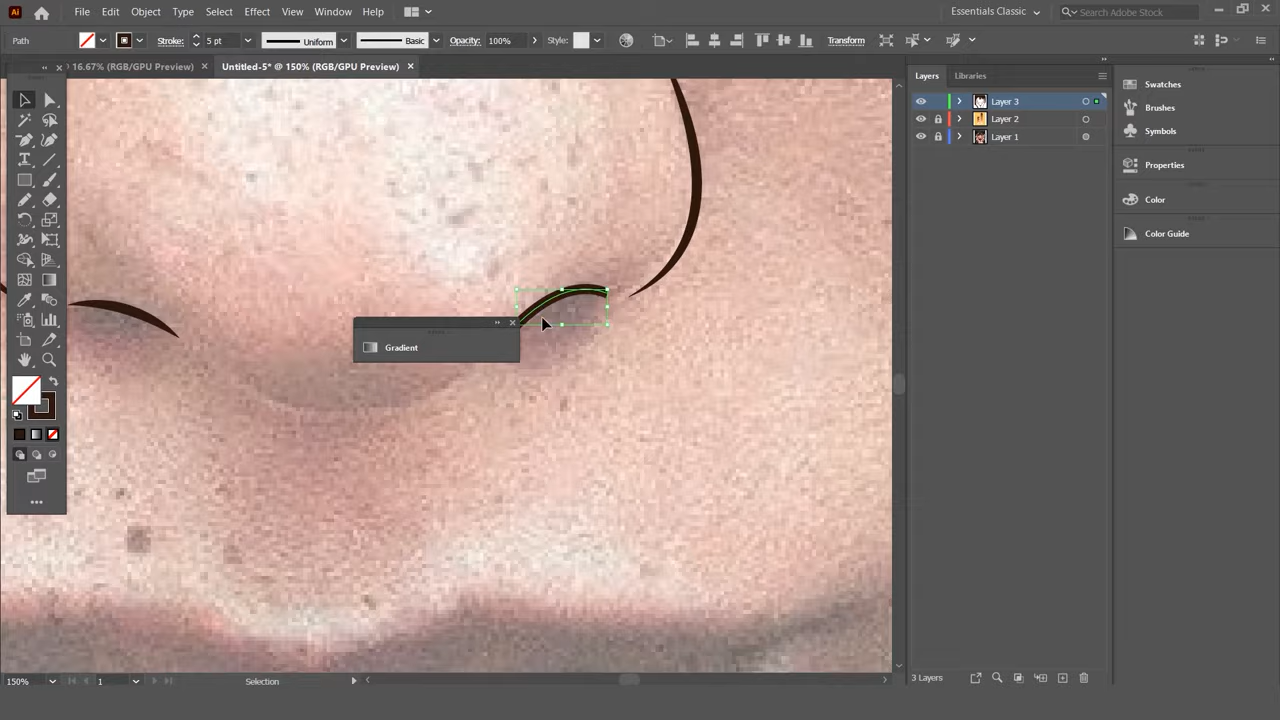 Ai File Edit Object Type Select Effect View Window Help Essentials Classic Search Adobe Stock
Path Stroke: 5 pt Uniform Basic Opacity: 100% Style: Transform
16.67% (RGB/GPU Preview) × Untitled-5* @ 150% (RGB/GPU Preview) ×
Layers Libraries
Layer 3
Layer 2
Layer 1
Swatches
Brushes
Symbols
Properties
Color
Color Guide
Gradient
3 Layers
150% 1 Selection